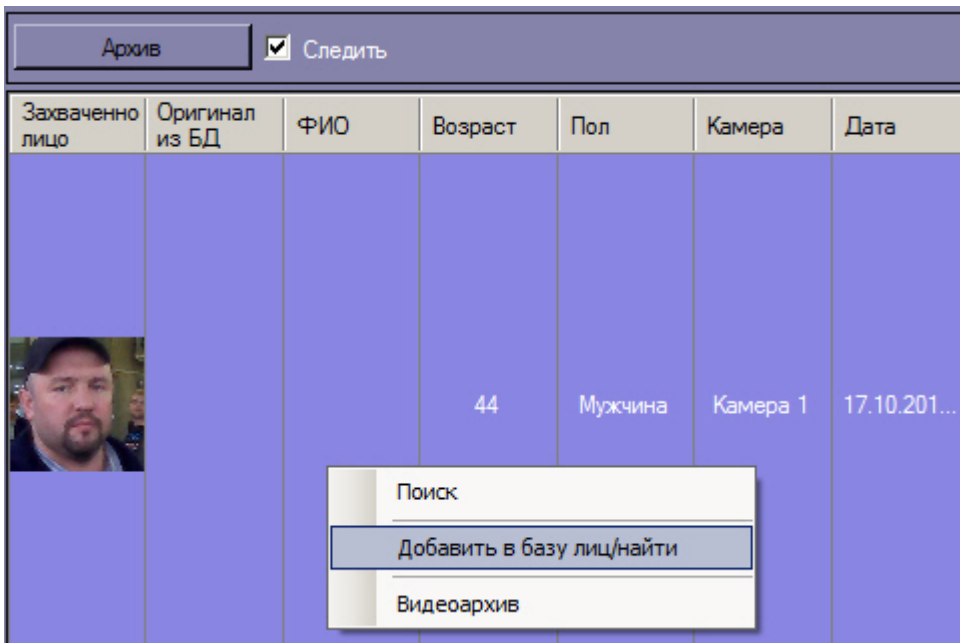 Архив
Следить
Захваченно
лицо
Оригинал
из БД
ФИО
Возраст
Пол
Камера
Дата
44
Мужчина
Камера 1
17.10.201...
Поиск
Добавить в базу лиц/найти
Видеоархив